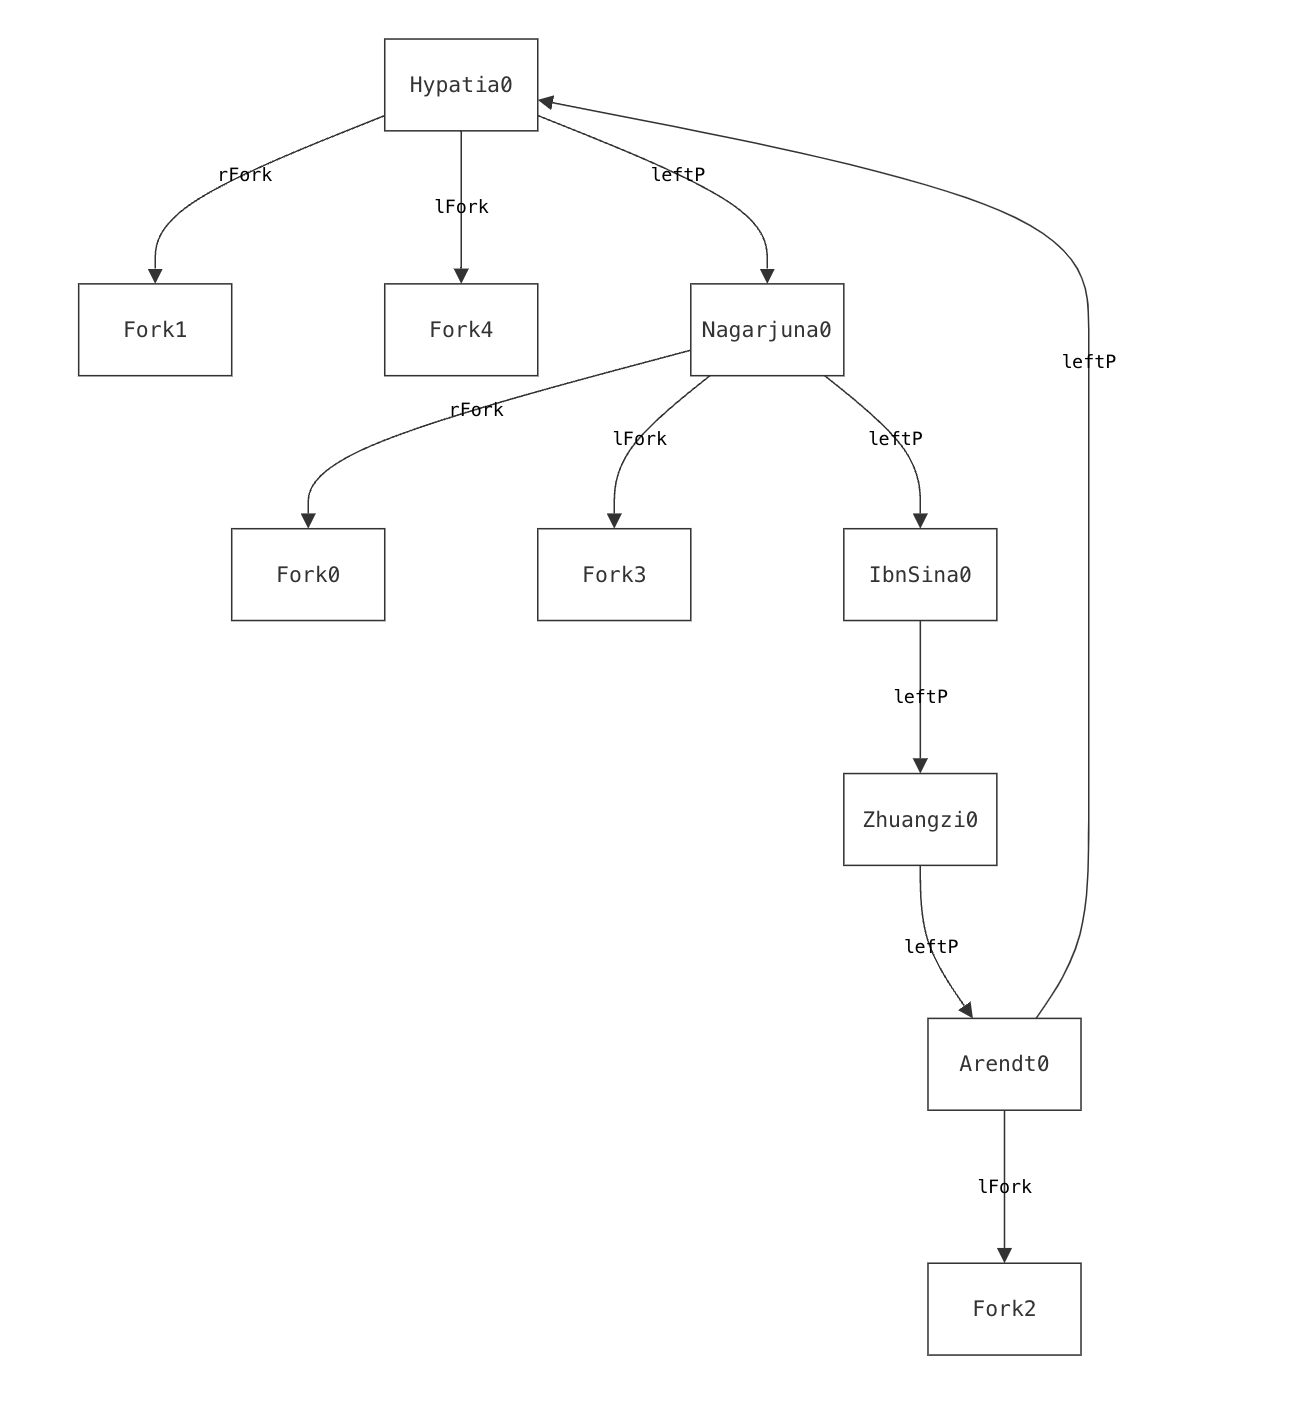 Hypatia0
rFork
leftP
lFork
Fork1
Fork4
Nagarjuna0
leftP
rFork
lFork
leftP
Fork0
Fork3
IbnSina0
leftP
Zhuangzi0
leftP
Arendt0
lFork
Fork2